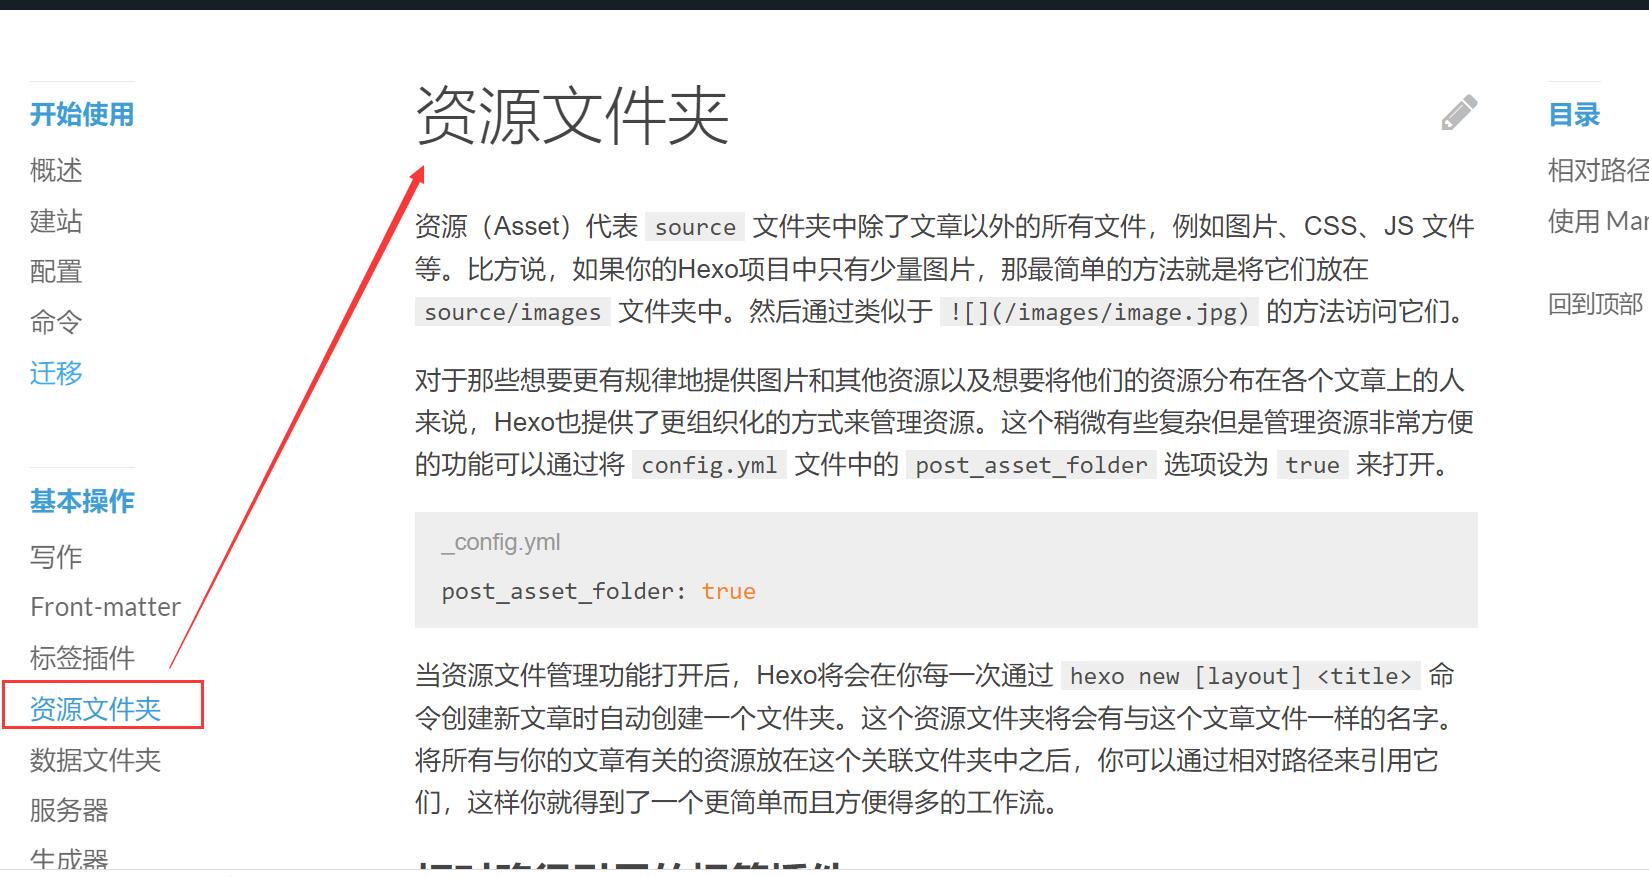 开始使用
概述
建站
配置
命令
迁移
基本操作
写作
Front-matter
标签插件
资源文件夹
数据文件夹
服务器
生成器
资源文件夹
资源（Asset）代表 source 文件夹中除了文章以外的所有文件，例如图片、CSS、JS 文件
等。比方说，如果你的Hexo项目中只有少量图片，那最简单的方法就是将它们放在
source/images 文件夹中。然后通过类似于 ![](/images/image.jpg) 的方法访问它们。
对于那些想要更有规律地提供图片和其他资源以及想要将他们的资源分布在各个文章上的人
来说，Hexo也提供了更组织化的方式来管理资源。这个稍微有些复杂但是管理资源非常方便
的功能可以通过将 config.yml 文件中的 post_asset_folder 选项设为 true 来打开。
_config.yml
post_asset_folder: true
当资源文件管理功能打开后，Hexo将会在你每一次通过 hexo new [layout] <title> 命
令创建新文章时自动创建一个文件夹。这个资源文件夹将会有与这个文章文件一样的名字。
将所有与你的文章有关的资源放在这个关联文件夹中之后，你可以通过相对路径来引用它
们，这样你就得到了一个更简单而且方便得多的工作流。
目录
相对路径
使用 Mar
回到顶部